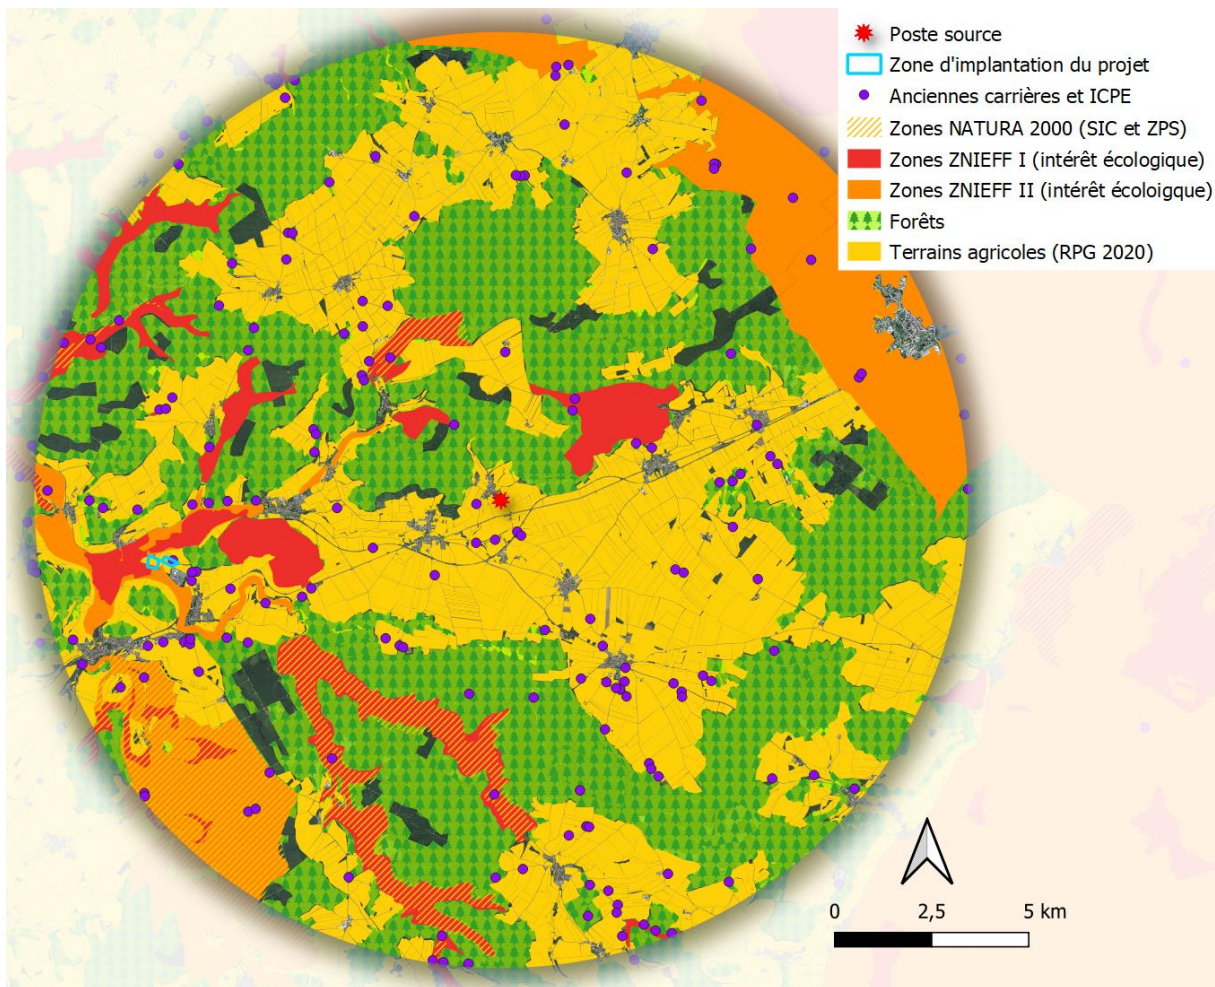 Poste source
Zone d'implantation du projet
Anciennes carrières et ICPE
Zones NATURA 2000 (SIC et ZPS)
Zones ZNIEFF I (intérêt écologique)
Zones ZNIEFF II (intérêt écoloigque)
Forêts
Terrains agricoles (RPG 2020)
0 2,5 5 km